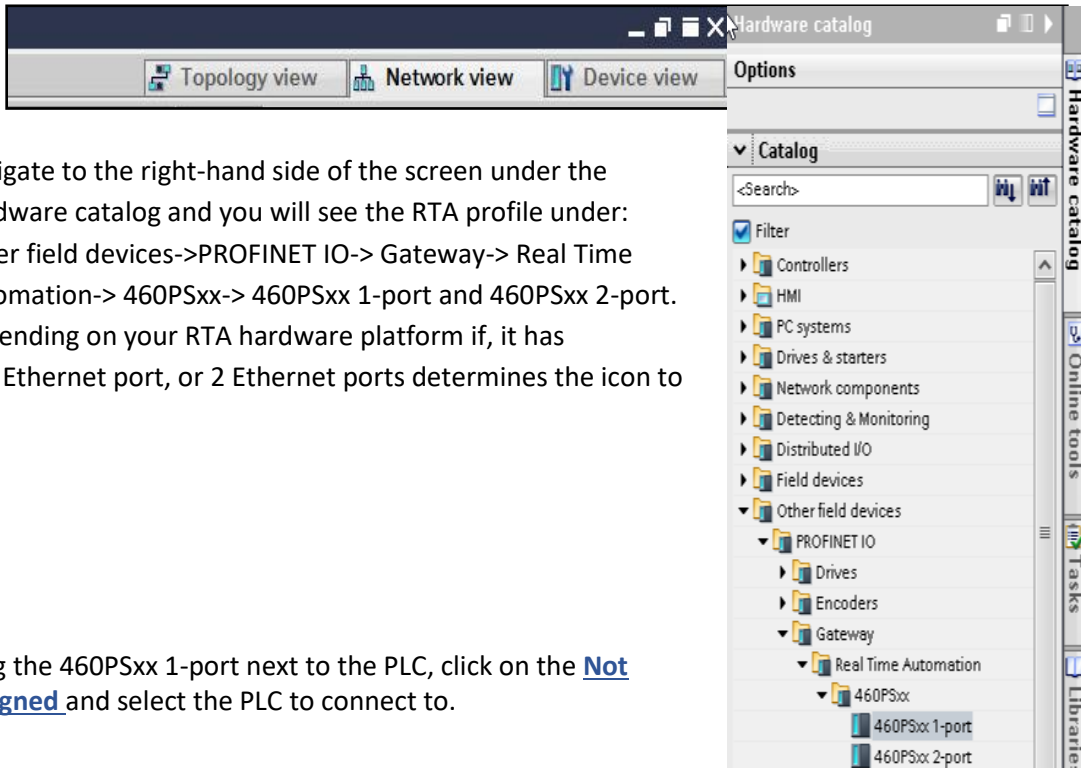 Topology view Network view Device view
igate to the right-hand side of the screen under the
dware catalog and you will see the RTA profile under:
er field devices->PROFINET IO-> Gateway-> Real Time
omation-> 460PSxx-> 460PSxx 1-port and 460PSxx 2-port.
ending on your RTA hardware platform if, it has
Ethernet port, or 2 Ethernet ports determines the icon to
g the 460PSxx 1-port next to the PLC, click on the Not
gned and select the PLC to connect to.
Hardware catalog
Options
Catalog
<Search>
Filter
Controllers
HMI
PC systems
Drives & starters
Network components
Detecting & Monitoring
Distributed I/O
Field devices
Other field devices
PROFINET IO
Drives
Encoders
Gateway
Real Time Automation
460PSxx
460PSxx 1-port
460PSxx 2-port
Hardware catalog
Online tools
Tasks
Libraries